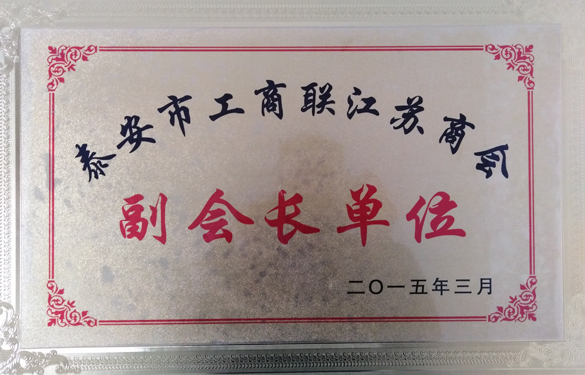 泰安市工商联江苏商会
副会长单位
二〇一五年三月